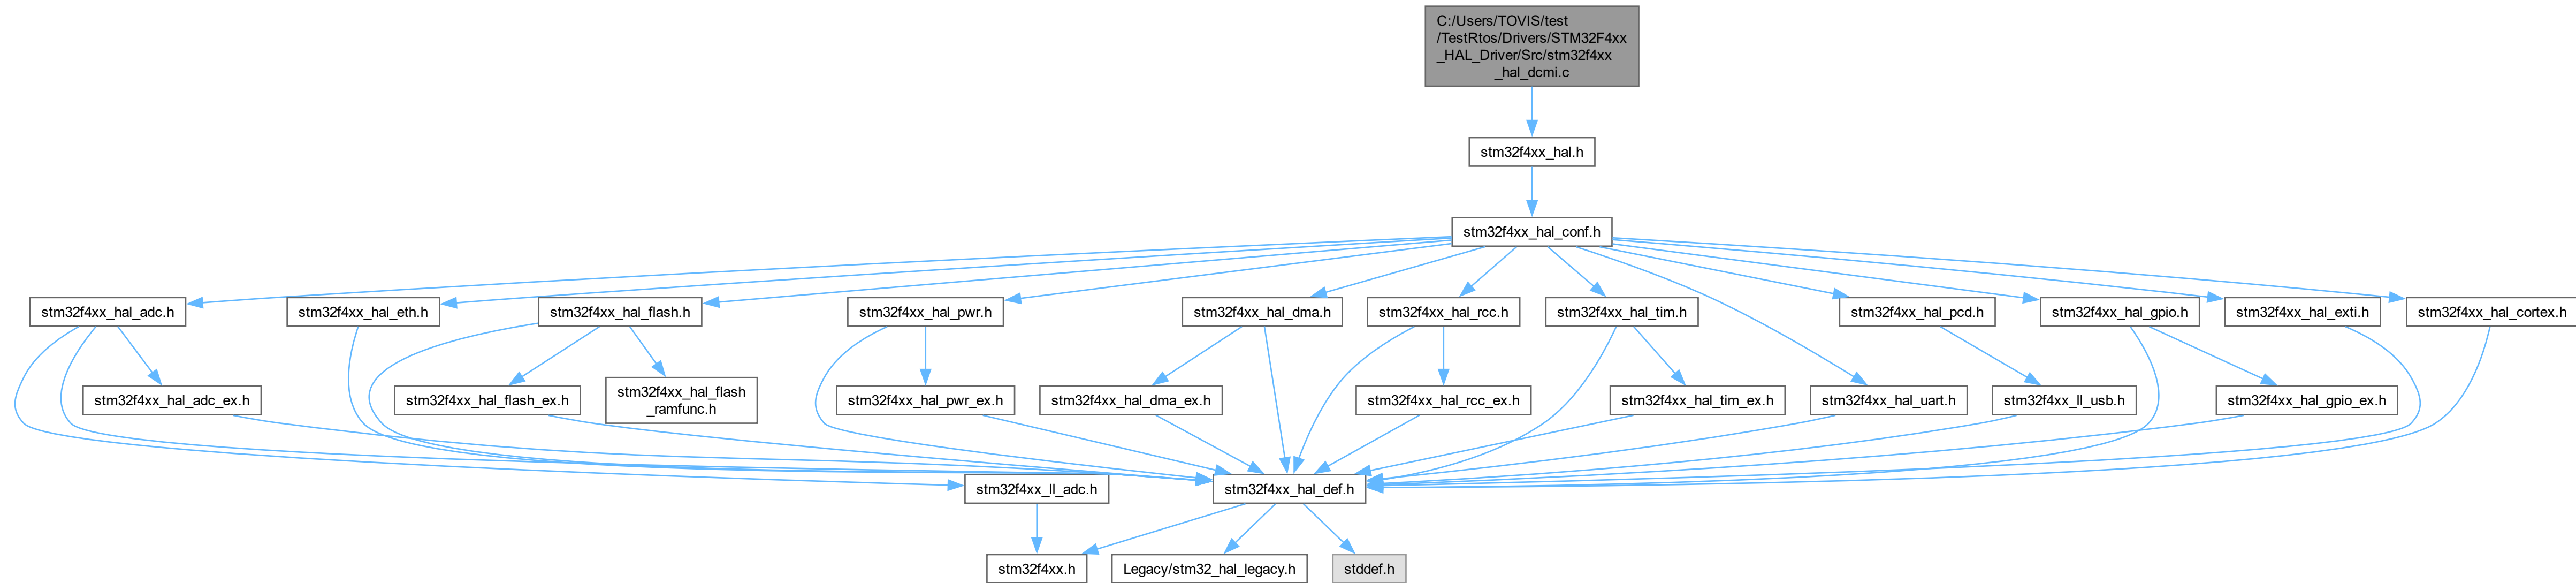 C:/Users/TOVIS/test
/TestRtos/Drivers/STM32F4xx
_HAL_Driver/Src/stm32f4xx
_hal_dcmi.c
stm32f4xx_hal.h
stm32f4xx_hal_conf.h
stm32f4xx_hal_adc.h
stm32f4xx_hal_eth.h
stm32f4xx_hal_flash.h
stm32f4xx_hal_pwr.h
stm32f4xx_hal_dma.h
stm32f4xx_hal_rcc.h
stm32f4xx_hal_tim.h
stm32f4xx_hal_pcd.h
stm32f4xx_hal_gpio.h
stm32f4xx_hal_exti.h
stm32f4xx_hal_cortex.h
stm32f4xx_hal_adc_ex.h
stm32f4xx_hal_flash_ex.h
stm32f4xx_hal_flash
_ramfunc.h
stm32f4xx_hal_pwr_ex.h
stm32f4xx_hal_dma_ex.h
stm32f4xx_hal_rcc_ex.h
stm32f4xx_hal_tim_ex.h
stm32f4xx_hal_uart.h
stm32f4xx_ll_usb.h
stm32f4xx_hal_gpio_ex.h
stm32f4xx_ll_adc.h
stm32f4xx_hal_def.h
stm32f4xx.h
Legacy/stm32_hal_legacy.h
stddef.h